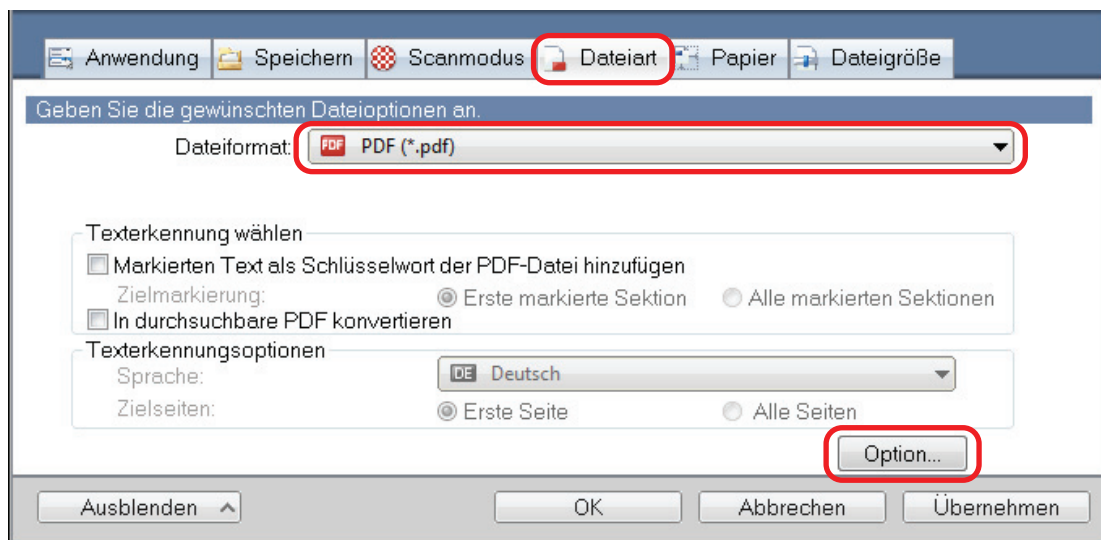 Anwendung Speichern Scanmodus Dateiart Papier Dateigröße
Geben Sie die gewünschten Dateioptionen an.
Dateiformat: PDF PDF (*.pdf)
Texterkennung wählen
Markierten Text als Schlüsselwort der PDF-Datei hinzufügen
Zielmarkierung: Erste markierte Sektion Alle markierten Sektionen
In durchsuchbare PDF konvertieren
Texterkennungsoptionen
Sprache: DE Deutsch
Zielseiten: Erste Seite Alle Seiten
Option...
Ausblenden OK Abbrechen Übernehmen